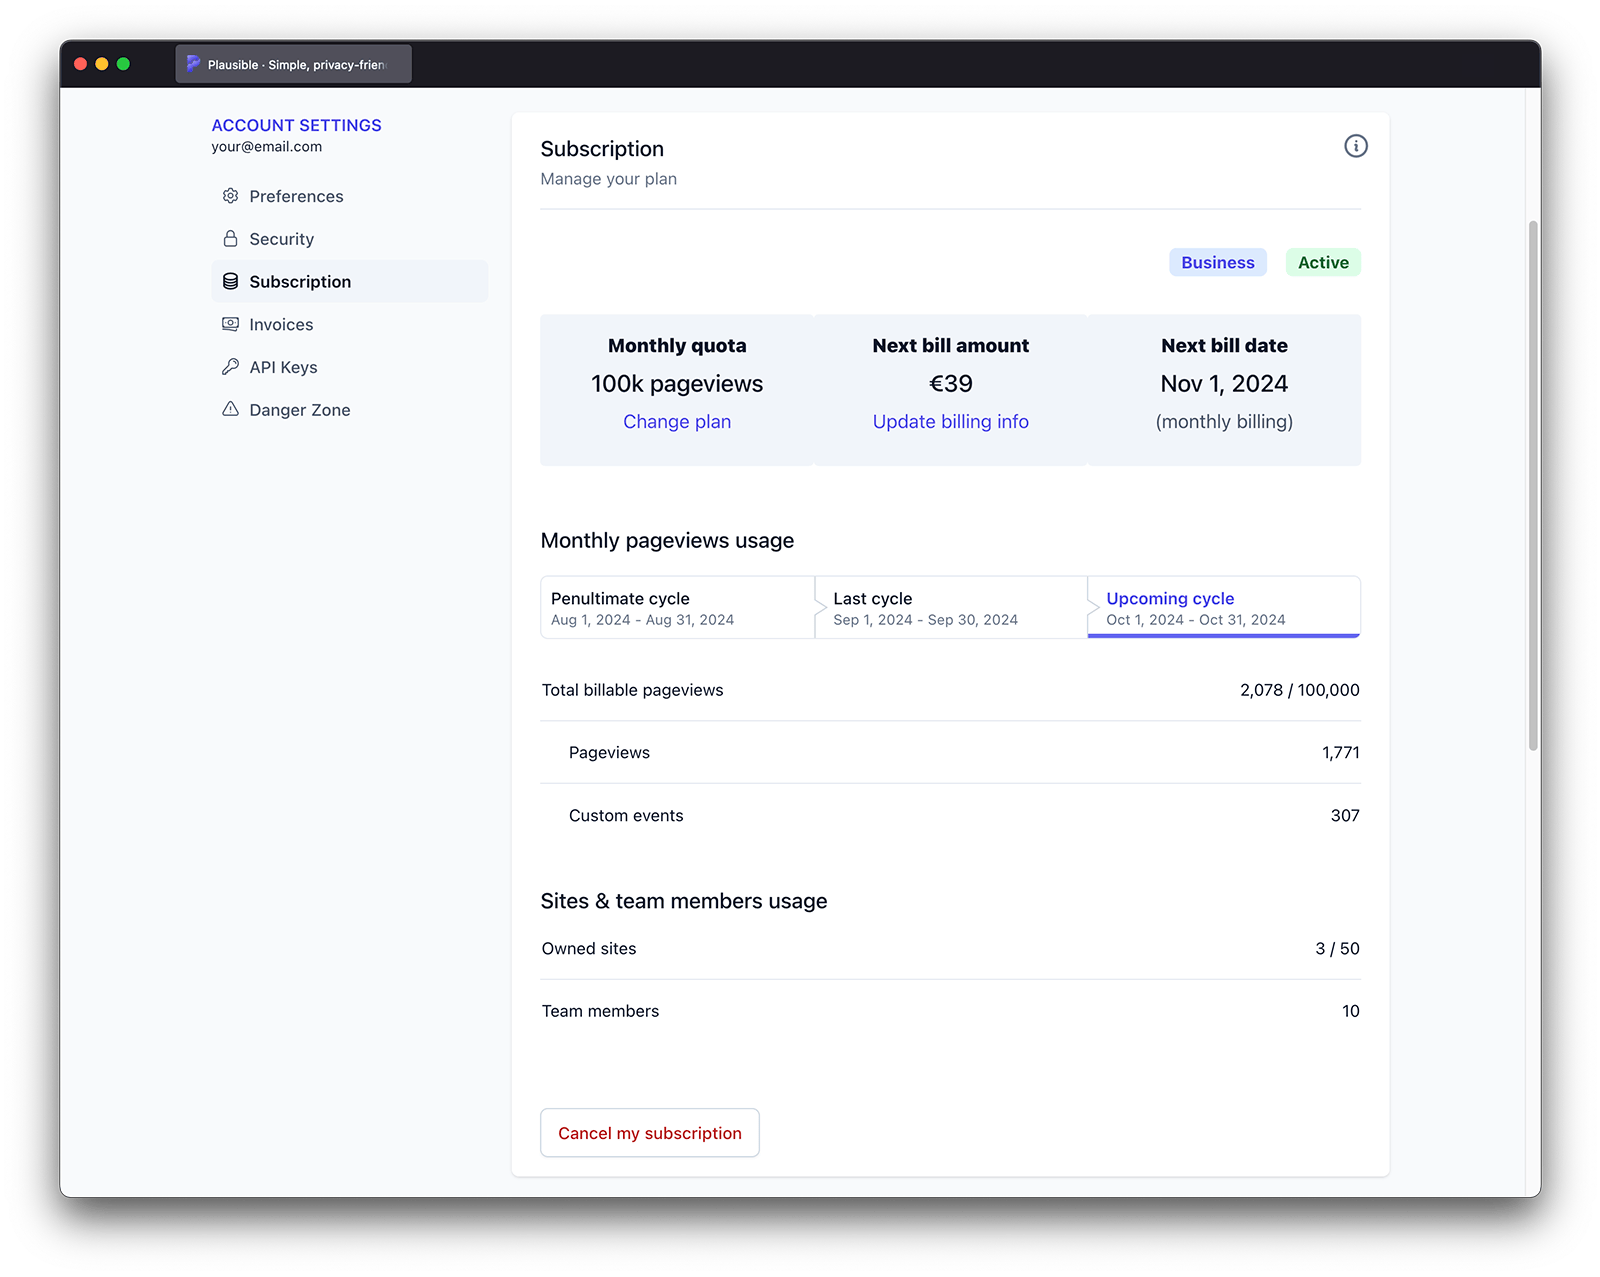 Plausible · Simple, privacy-frien
ACCOUNT SETTINGS
your@email.com
Preferences
Security
Subscription
Invoices
API Keys
Danger Zone
Subscription
Manage your plan
Business
Active
Monthly quota
100k pageviews
Change plan
Next bill amount
€39
Update billing info
Next bill date
Nov 1, 2024
(monthly billing)
Monthly pageviews usage
Penultimate cycle
Aug 1, 2024 - Aug 31, 2024
Last cycle
Sep 1, 2024 - Sep 30, 2024
Upcoming cycle
Oct 1, 2024 - Oct 31, 2024
Total billable pageviews 2,078 / 100,000
Pageviews 1,771
Custom events 307
Sites & team members usage
Owned sites 3 / 50
Team members 10
Cancel my subscription